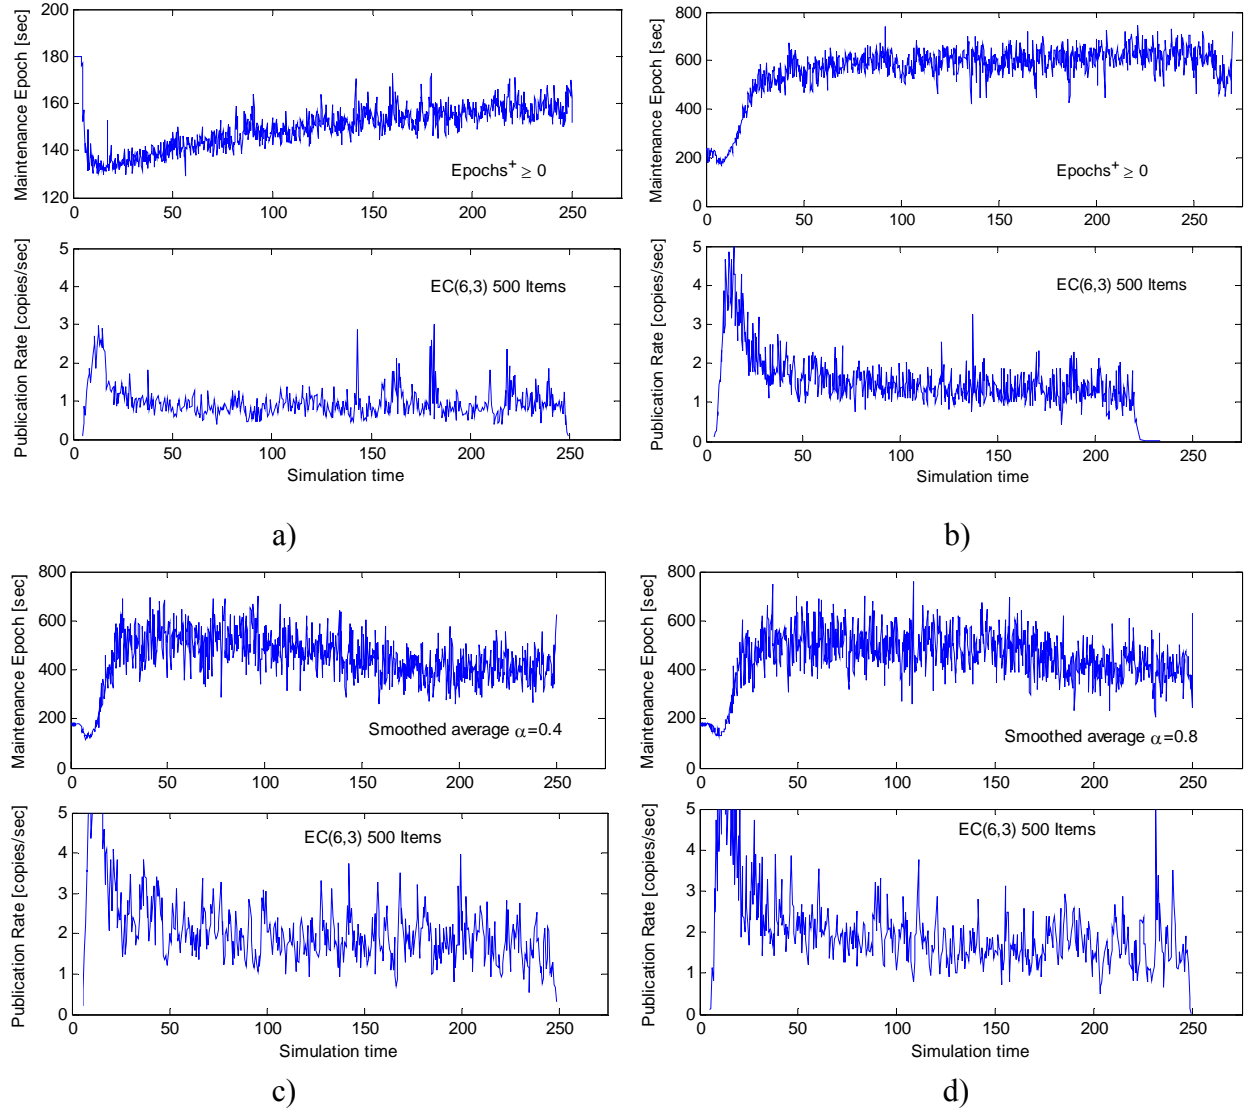 200
180
160
140
120
Maintenance Epoch [sec]
Epochs+ ≥ 0
0 50 100 150 200 250
5
4
3
2
1
0
Publication Rate [copies/sec]
EC(6,3) 500 Items
0 50 100 150 200 250
Simulation time
a)
800
600
400
200
0
Maintenance Epoch [sec]
Epochs+ ≥ 0
0 50 100 150 200 250
5
4
3
2
1
0
Publication Rate [copies/sec]
EC(6,3) 500 Items
0 50 100 150 200 250
Simulation time
b)
800
600
400
200
0
Maintenance Epoch [sec]
Smoothed average α=0.4
0 50 100 150 200 250
5
4
3
2
1
0
Publication Rate [copies/sec]
EC(6,3) 500 Items
0 50 100 150 200 250
Simulation time
c)
800
600
400
200
0
Maintenance Epoch [sec]
Smoothed average α=0.8
0 50 100 150 200 250
5
4
3
2
1
0
Publication Rate [copies/sec]
EC(6,3) 500 Items
0 50 100 150 200 250
Simulation time
d)